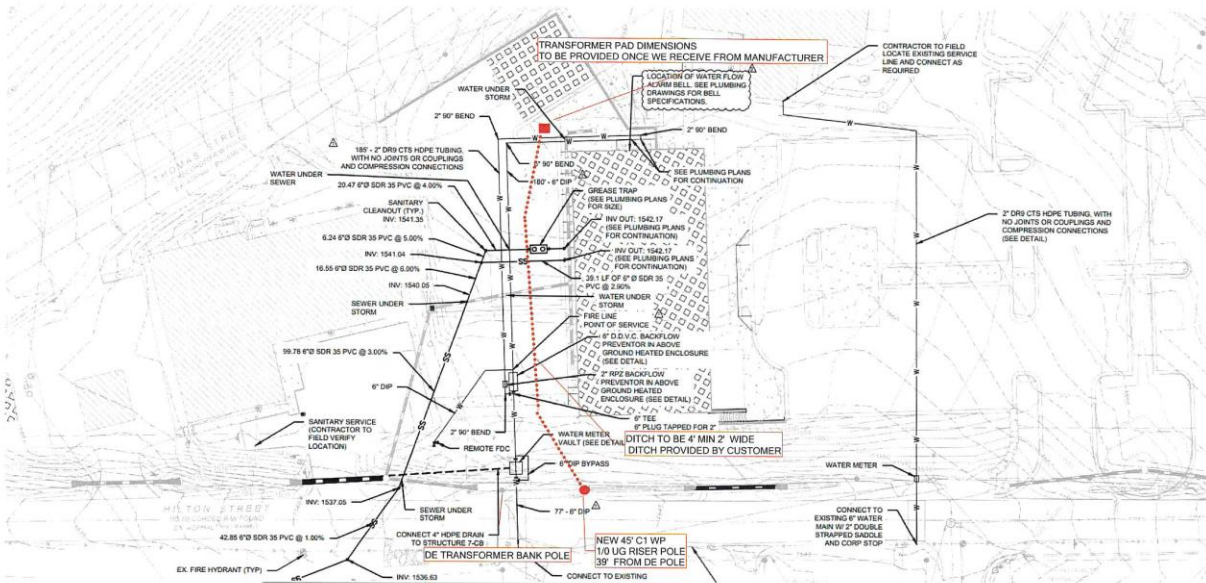 TRANSFORMER PAD DIMENSIONS
TO BE PROVIDED ONCE WE RECEIVE FROM MANUFACTURER
CONTRACTOR TO FIELD
LOCATE EXISTING SERVICE
LINE AND CONNECT AS
REQUIRED
LOCATION OF WATER FLOW
ALARM BELL. SEE PLUMBING
DRAWINGS FOR BELL
SPECIFICATIONS.
WATER UNDER
STORM
2" 90° BEND
2" 90° BEND
185' - 2" DR9 CTS HDPE TUBING,
WITH NO JOINTS OR COUPLINGS
AND COMPRESSION CONNECTIONS
90° BEND
180' - 6" DIP
SEE PLUMBING PLANS
FOR CONTINUATION
WATER UNDER
SEWER
20.47 6"Ø SDR 35 PVC @ 4.00%
GREASE TRAP
(SEE PLUMBING PLANS
FOR SIZE)
SANITARY
CLEANOUT (TYP.)
INV: 1541.35
INV OUT: 1542.17
(SEE PLUMBING PLANS
FOR CONTINUATION)
2" DR9 CTS HDPE TUBING, WITH
NO JOINTS OR COUPLINGS AND
COMPRESSION CONNECTIONS
(SEE DETAIL)
6.24 6"Ø SDR 35 PVC @ 5.00%
INV: 1541.04
INV OUT: 1542.17
(SEE PLUMBING PLANS
FOR CONTINUATION)
16.55 6"Ø SDR 35 PVC @ 6.00%
39.1 LF OF 6" Ø SDR 35
PVC @ 2.90%
INV: 1540.05
SEWER UNDER
STORM
WATER UNDER
STORM
FIRE LINE
POINT OF SERVICE
6" D.D.V.C. BACKFLOW
PREVENTOR IN ABOVE
GROUND HEATED ENCLOSURE
(SEE DETAIL)
99.78 6"Ø SDR 35 PVC @ 3.00%
6" DIP
2" RPZ BACKFLOW
PREVENTOR IN ABOVE
GROUND HEATED
ENCLOSURE (SEE DETAIL)
SANITARY SERVICE
(CONTRACTOR TO
FIELD VERIFY
LOCATION)
6" TEE
6" PLUG TAPPED FOR 2"
2" 90° BEND
REMOTE FDC
WATER METER
VAULT (SEE DETAIL
DITCH TO BE 4' MIN 2' WIDE
DITCH PROVIDED BY CUSTOMER
6" DIP BYPASS
WATER METER
INV: 1537.05
HILTON STREET
SEWER UNDER
STORM
77' - 6" DIP
CONNECT TO
EXISTING 6" WATER
MAIN W/ 2" DOUBLE
STRAPPED SADDLE
AND CORP STOP
42.85 6"Ø SDR 35 PVC @ 1.00%
CONNECT 4" HDPE DRAIN
TO STRUCTURE 7-CB
DE TRANSFORMER BANK POLE
NEW 45' C1 WP
1/0 UG RISER POLE
39' FROM DE POLE
EX. FIRE HYDRANT (TYP)
INV: 1536.63
CONNECT TO EXISTING
W
SS